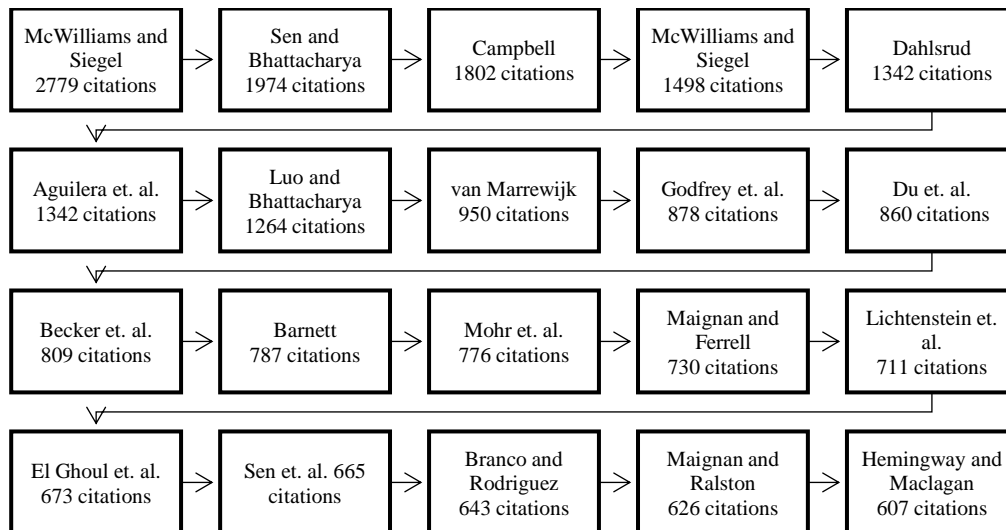 McWilliams and
Siegel
2779 citations
Sen and
Bhattacharya
1974 citations
Campbell
1802 citations
McWilliams and
Siegel
1498 citations
Dahlsrud
1342 citations
Aguilera et. al.
1342 citations
Luo and
Bhattacharya
1264 citations
van Marrewijk
950 citations
Godfrey et. al.
878 citations
Du et. al.
860 citations
Becker et. al.
809 citations
Barnett
787 citations
Mohr et. al.
776 citations
Maignan and
Ferrell
730 citations
Lichtenstein et.
al.
711 citations
El Ghoul et. al.
673 citations
Sen et. al. 665
citations
Branco and
Rodriguez
643 citations
Maignan and
Ralston
626 citations
Hemingway and
Maclagan
607 citations